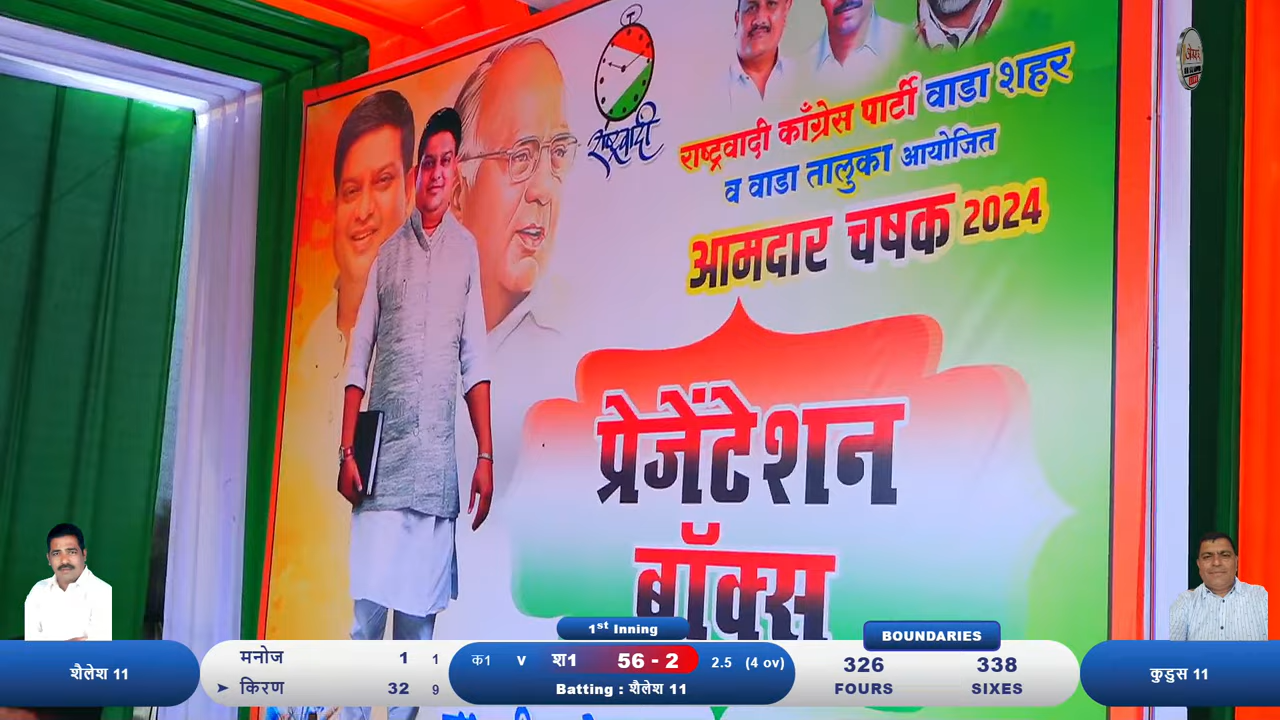 राष्ट्रवादी
राष्ट्रवादी काँग्रेस पार्टी वाडा शहर
व वाडा तालुका आयोजित
आमदार चषक 2024
प्रेजेंटेशन
बॉक्स
1st Inning
BOUNDARIES
शैलेश 11
मनोज 1 1
किरण 32 9
क1 V श1 56 - 2 2.5 (4 ov)
Batting : शैलेश 11
326 338
FOURS SIXES
कुडुस 11